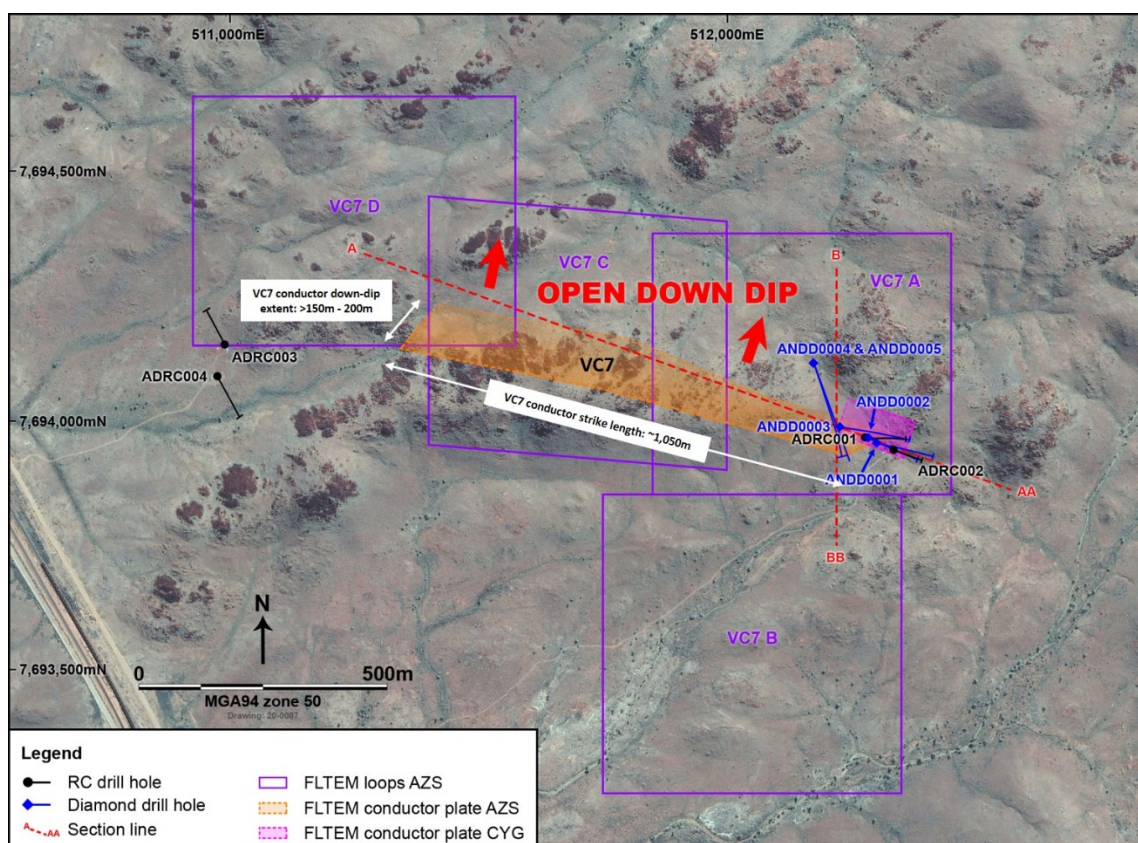 511,000mE
512,000mE
7,694,500mN
VC7 D
A
VC7 C
B
VC7 A
OPEN DOWN DIP
VC7 conductor down-dip
extent: >150m - 200m
ADRC003
ANDD0004 & ANDD0005
VC7
ADRC004
ANDD0002
VC7 conductor strike length: ~1,050m
7,694,000mN
ANDD0003
ADRC001
ADRC002
ANDD0001
AA
BB
N
VC7 B
7,693,500mN
0
500m
MGA94 zone 50
Drawing: 20-0087
Legend
RC drill hole
Diamond drill hole
A AA Section line
FLTEM loops AZS
FLTEM conductor plate AZS
FLTEM conductor plate CYG